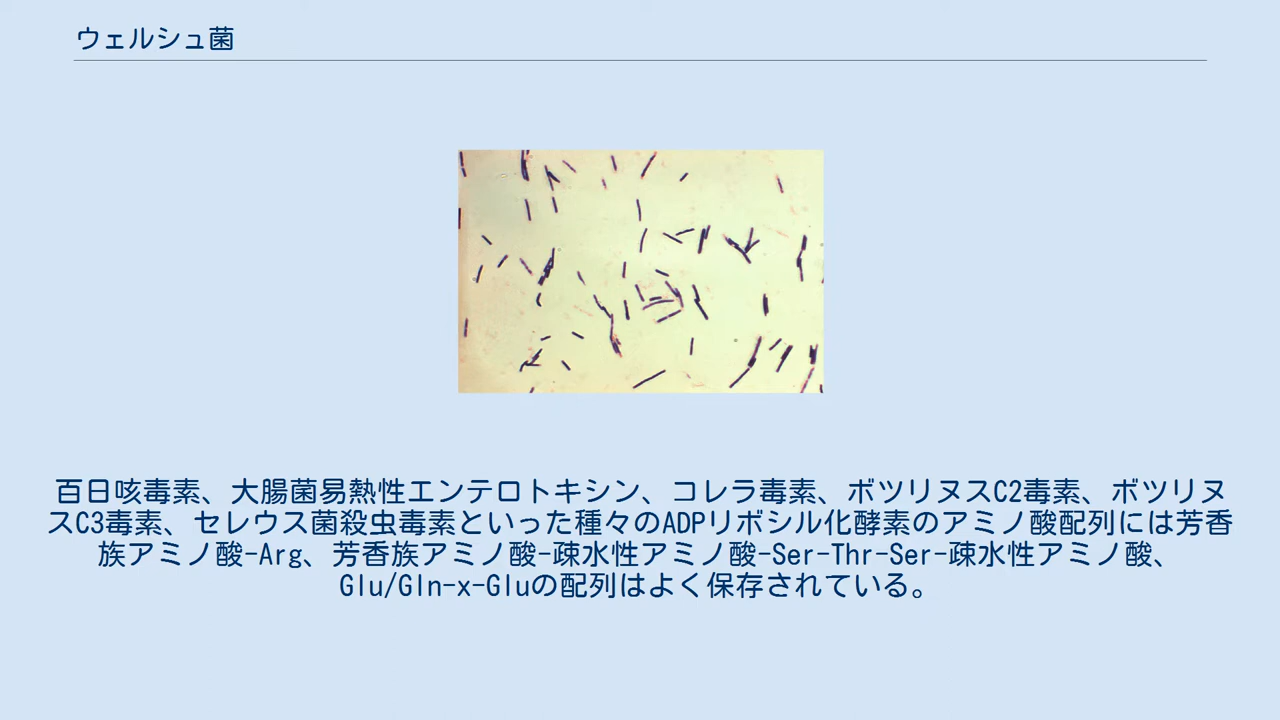 ウェルシュ菌
百日咳毒素、大腸菌易熱性エンテロトキシン、コレラ毒素、ボツリヌスC2毒素、ボツリヌ
スC3毒素、セレウス菌殺虫毒素といった種々のADPリボシル化酵素のアミノ酸配列には芳香
族アミノ酸-Arg、芳香族アミノ酸-疎水性アミノ酸-Ser-Thr-Ser-疎水性アミノ酸、
Glu/Gln-x-Gluの配列はよく保存されている。